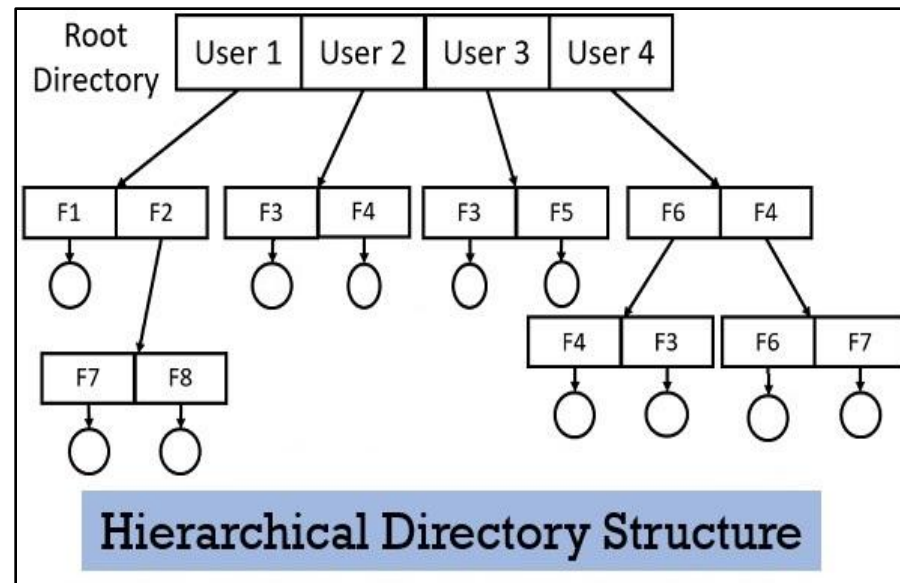 Root
Directory
User 1 User 2 User 3 User 4
F1 F2 F3 F4 F3 F5 F6 F4
F4 F3 F6 F7
F7 F8
Hierarchical Directory Structure